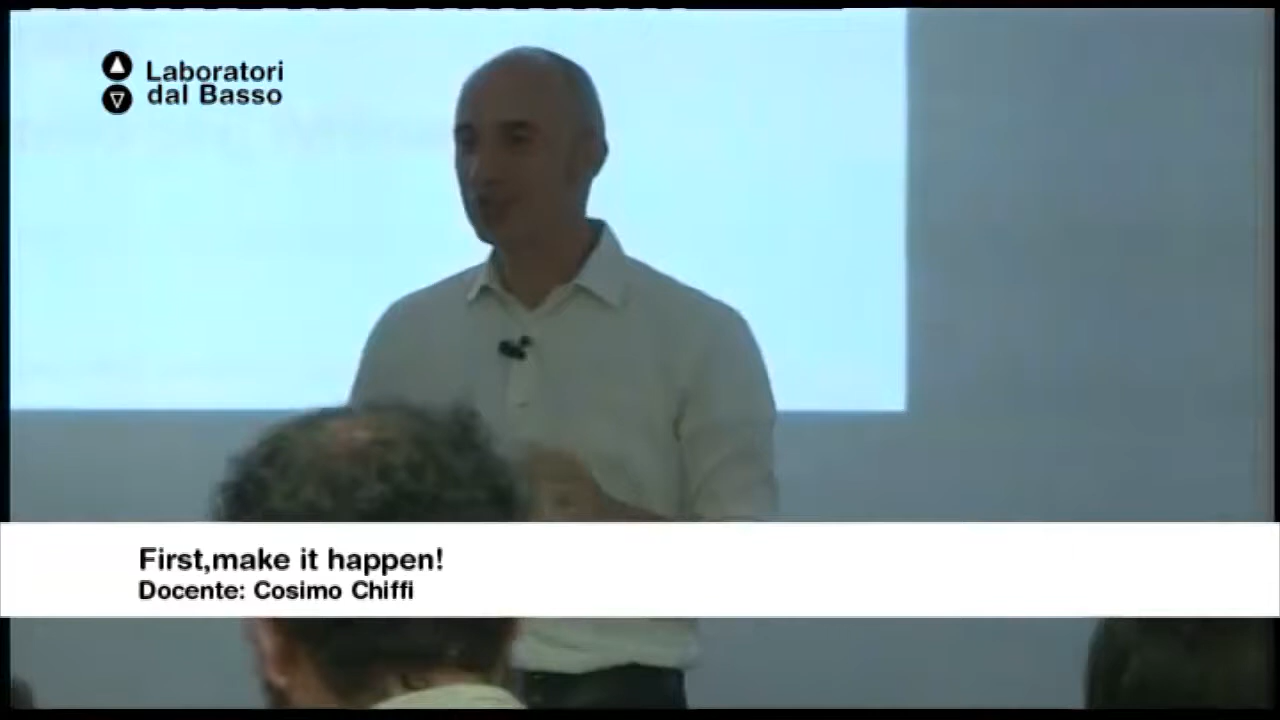 Laboratori
dal Basso
First,make it happen!
Docente: Cosimo Chiffi